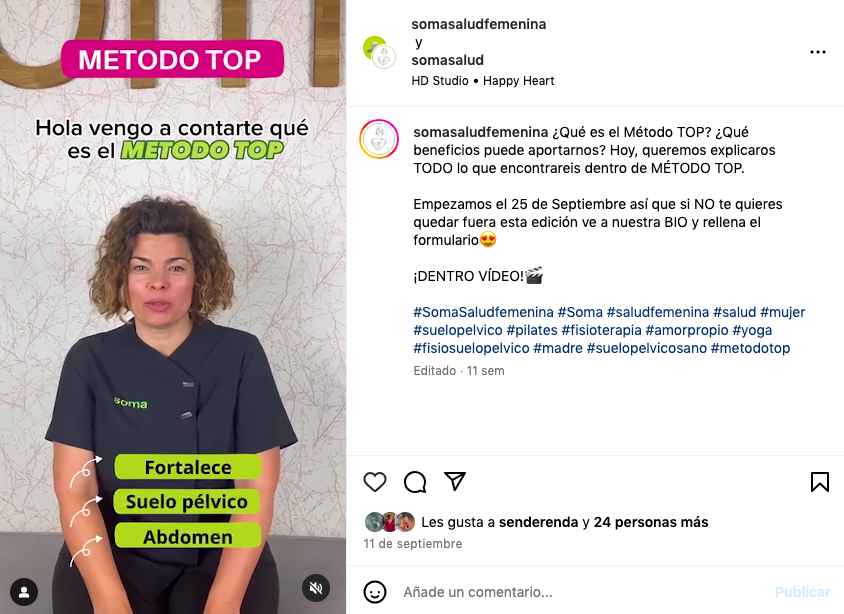 METODO TOP
Hola vengo a contarte qué
es el METODO TOP
soma
Fortalece
Suelo pélvico
Abdomen
somasaludfemenina
y
somasalud
HD Studio • Happy Heart
somasaludfemenina ¿Qué es el Método TOP? ¿Qué
beneficios puede aportarnos? Hoy, queremos explicaros
TODO lo que encontrareis dentro de MÉTODO TOP.
Empezamos el 25 de Septiembre así que si NO te quieres
quedar fuera esta edición ve a nuestra BIO y rellena el
formulario😍
¡DENTRO VÍDEO!🎬
#SomaSaludfemenina #Soma #saludfemenina #salud #mujer
#suelopelvico #pilates #fisioterapia #amorpropio #yoga
#fisiosuelopelvico #madre #suelopelvicosano #metodotop
Editado · 11 sem
Les gusta a senderenda y 24 personas más
11 de septiembre
Añade un comentario...
Publicar